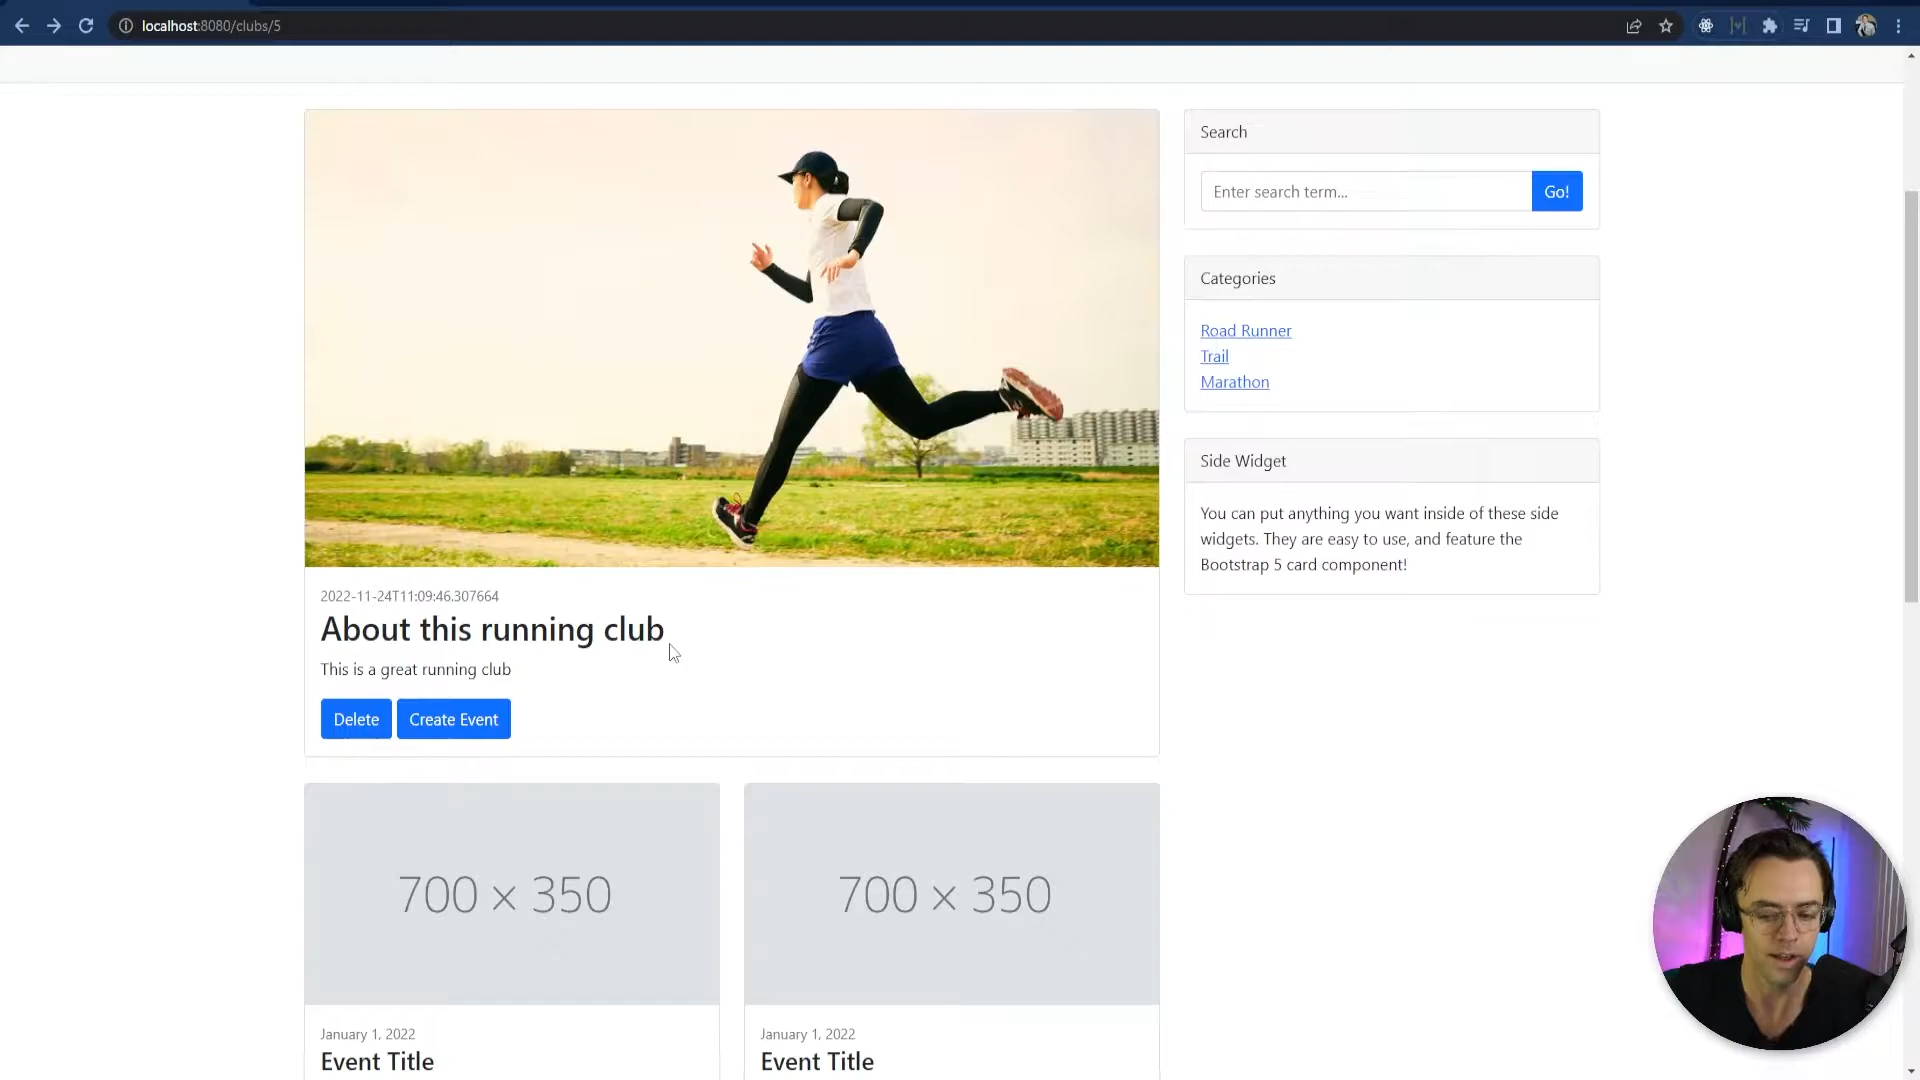 localhost:8080/clubs/5
Search
Enter search term...
Go!
Categories
Road Runner
Trail
Marathon
Side Widget
You can put anything you want inside of these side
widgets. They are easy to use, and feature the
Bootstrap 5 card component!
2022-11-24T11:09:46.307664
About this running club
This is a great running club
Delete
Create Event
700 × 350
January 1, 2022
Event Title
700 × 350
January 1, 2022
Event Title